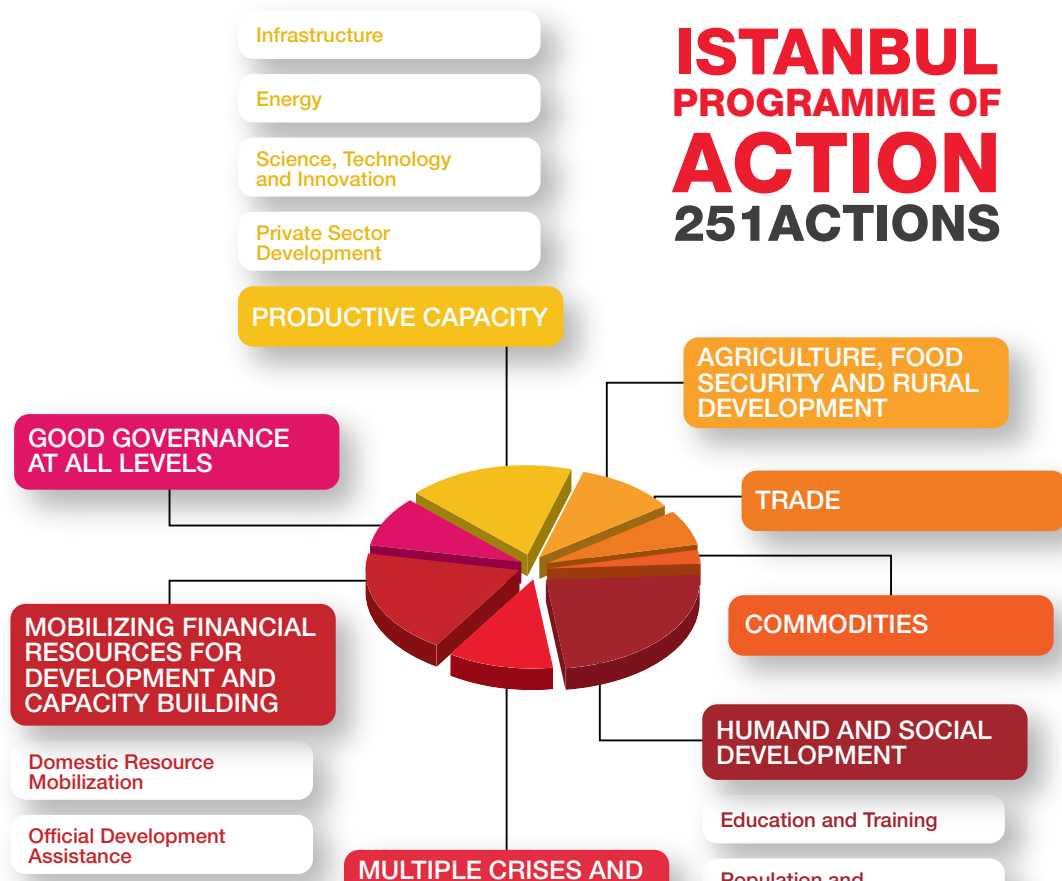 ISTANBUL
PROGRAMME OF
ACTION
251ACTIONS
Infrastructure
Energy
Science, Technology
and Innovation
Private Sector
Development
PRODUCTIVE CAPACITY
AGRICULTURE, FOOD
SECURITY AND RURAL
DEVELOPMENT
GOOD GOVERNANCE
AT ALL LEVELS
TRADE
COMMODITIES
MOBILIZING FINANCIAL
RESOURCES FOR
DEVELOPMENT AND
CAPACITY BUILDING
HUMAND AND SOCIAL
DEVELOPMENT
Domestic Resource
Mobilization
Official Development
Assistance
Education and Training
MULTIPLE CRISES AND
Population and